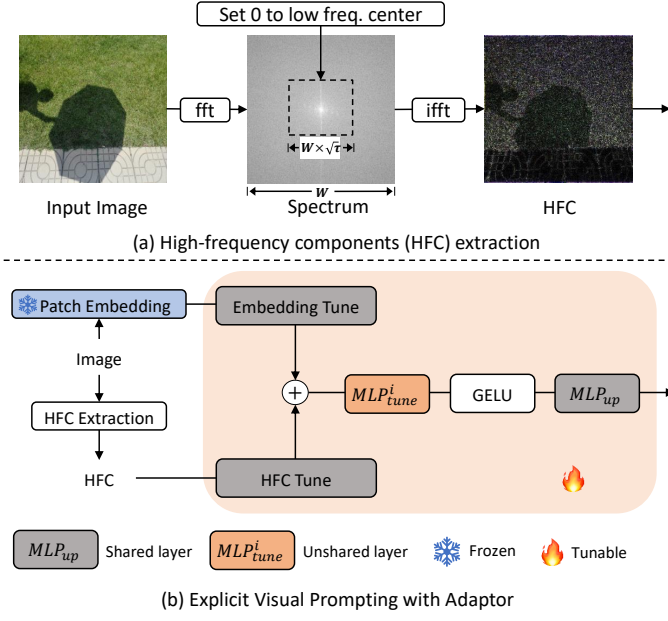 Set 0 to low freq. center
fft
ifft
W×√τ
W
Input Image
Spectrum
HFC
(a) High-frequency components (HFC) extraction
Patch Embedding
Embedding Tune
Image
+
MLP^i_tune
GELU
MLP_up
HFC Extraction
HFC
HFC Tune
MLP_up
Shared layer
MLP^i_tune
Unshared layer
Frozen
Tunable
(b) Explicit Visual Prompting with Adaptor